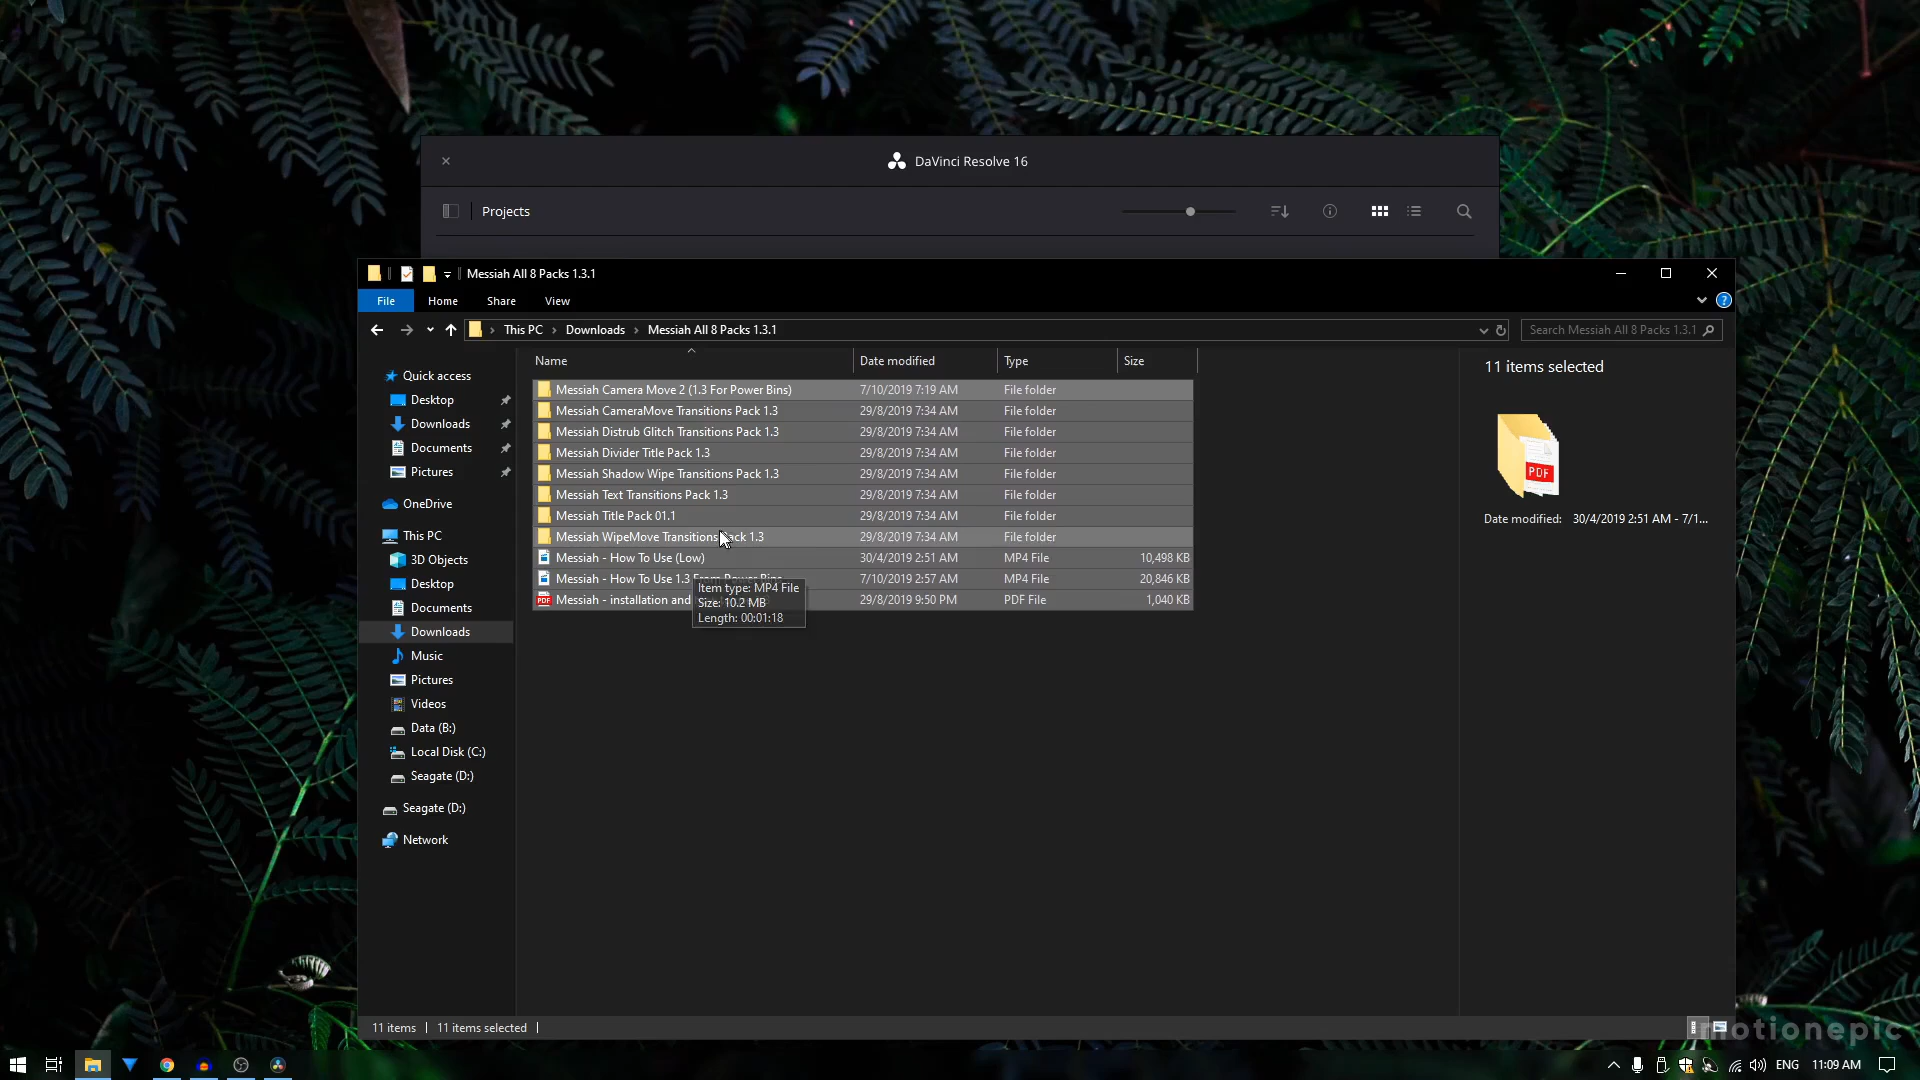 DaVinci Resolve 16
Projects
Messiah All 8 Packs 1.3.1
File Home Share View
This PC Downloads Messiah All 8 Packs 1.3.1
Search Messiah All 8 Packs 1.3.1
Name Date modified Type Size
Messiah Camera Move 2 (1.3 For Power Bins) 7/10/2019 7:19 AM File folder
Messiah CameraMove Transitions Pack 1.3 29/8/2019 7:34 AM File folder
Messiah Distrub Glitch Transitions Pack 1.3 29/8/2019 7:34 AM File folder
Messiah Divider Title Pack 1.3 29/8/2019 7:34 AM File folder
Messiah Shadow Wipe Transitions Pack 1.3 29/8/2019 7:34 AM File folder
Messiah Text Transitions Pack 1.3 29/8/2019 7:34 AM File folder
Messiah Title Pack 01.1 29/8/2019 7:34 AM File folder
Messiah WipeMove Transitions Pack 1.3 29/8/2019 7:34 AM File folder
Messiah - How To Use (Low) 30/4/2019 2:51 AM MP4 File 10,498 KB
Messiah - How To Use 1.3 From Power Bins 7/10/2019 2:57 AM MP4 File 20,846 KB
Messiah - installation and 29/8/2019 9:50 PM PDF File 1,040 KB
Item type: MP4 File
Size: 10.2 MB
Length: 00:01:18
Quick access
Desktop
Downloads
Documents
Pictures
OneDrive
This PC
3D Objects
Desktop
Documents
Downloads
Music
Pictures
Videos
Data (B:)
Local Disk (C:)
Seagate (D:)
Seagate (D:)
Network
11 items selected
PDF
Date modified: 30/4/2019 2:51 AM - 7/1...
11 items 11 items selected
motionepic
ENG 11:09 AM